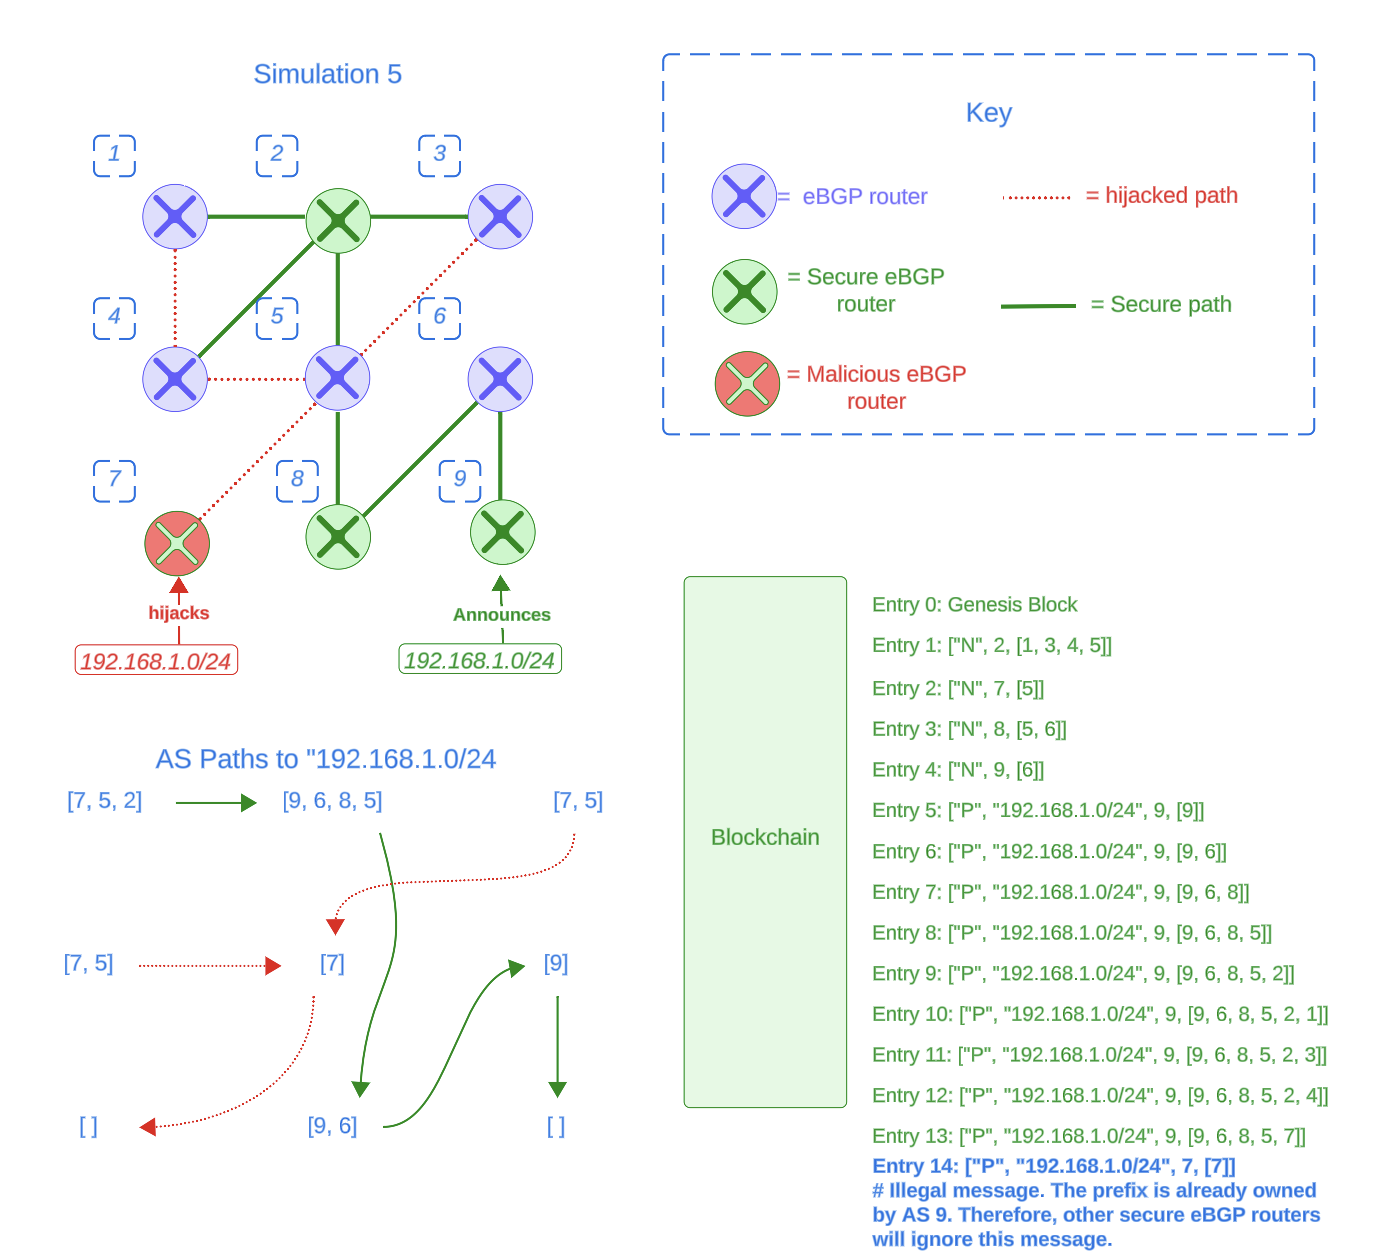 Simulation 5
1
2
3
4
5
6
7
8
9
hijacks
192.168.1.0/24
Announces
192.168.1.0/24
Key
= eBGP router
= hijacked path
= Secure eBGP
router
= Secure path
= Malicious eBGP
router
AS Paths to "192.168.1.0/24
[7, 5, 2]
[9, 6, 8, 5]
[7, 5]
[7, 5]
[7]
[9]
[ ]
[9, 6]
[ ]
Blockchain
Entry 0: Genesis Block
Entry 1: ["N", 2, [1, 3, 4, 5]]
Entry 2: ["N", 7, [5]]
Entry 3: ["N", 8, [5, 6]]
Entry 4: ["N", 9, [6]]
Entry 5: ["P", "192.168.1.0/24", 9, [9]]
Entry 6: ["P", "192.168.1.0/24", 9, [9, 6]]
Entry 7: ["P", "192.168.1.0/24", 9, [9, 6, 8]]
Entry 8: ["P", "192.168.1.0/24", 9, [9, 6, 8, 5]]
Entry 9: ["P", "192.168.1.0/24", 9, [9, 6, 8, 5, 2]]
Entry 10: ["P", "192.168.1.0/24", 9, [9, 6, 8, 5, 2, 1]]
Entry 11: ["P", "192.168.1.0/24", 9, [9, 6, 8, 5, 2, 3]]
Entry 12: ["P", "192.168.1.0/24", 9, [9, 6, 8, 5, 2, 4]]
Entry 13: ["P", "192.168.1.0/24", 9, [9, 6, 8, 5, 7]]
Entry 14: ["P", "192.168.1.0/24", 7, [7]]
# Illegal message. The prefix is already owned
by AS 9. Therefore, other secure eBGP routers
will ignore this message.